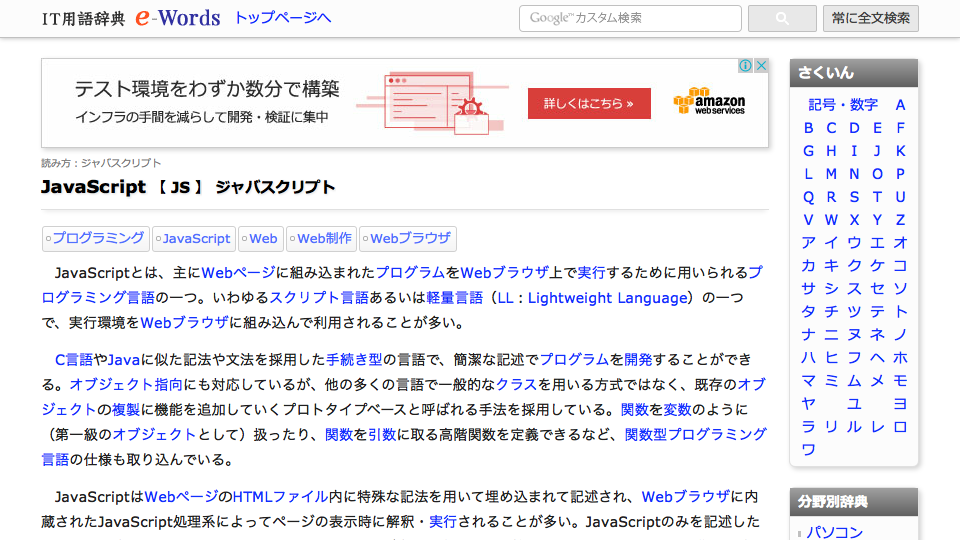 IT用語辞典 e-Words トップページへ
Google™カスタム検索
常に全文検索
テスト環境をわずか数分で構築
インフラの手間を減らして開発・検証に集中
詳しくはこちら »
amazon
web services
読み方：ジャバスクリプト
JavaScript 【 JS 】 ジャバスクリプト
プログラミング JavaScript Web Web制作 Webブラウザ
JavaScriptとは、主にWebページに組み込まれたプログラムをWebブラウザ上で実行するために用いられるプ
ログラミング言語の一つ。いわゆるスクリプト言語あるいは軽量言語（LL：Lightweight Language）の一つ
で、実行環境をWebブラウザに組み込んで利用されることが多い。
C言語やJavaに似た記法や文法を採用した手続き型の言語で、簡潔な記述でプログラムを開発することができ
る。オブジェクト指向にも対応しているが、他の多くの言語で一般的なクラスを用いる方式ではなく、既存のオブ
ジェクトの複製に機能を追加していくプロトタイプベースと呼ばれる手法を採用している。関数を変数のように
（第一級のオブジェクトとして）扱ったり、関数を引数に取る高階関数を定義できるなど、関数型プログラミング
言語の仕様も取り込んでいる。
JavaScriptはWebページのHTMLファイル内に特殊な記法を用いて埋め込まれて記述され、Webブラウザに内
蔵されたJavaScript処理系によってページの表示時に解釈・実行されることが多い。JavaScriptのみを記述した
さくいん
記号・数字 A
B C D E F
G H I J K
L M N O P
Q R S T U
V W X Y Z
ア イ ウ エ オ
カ キ ク ケ コ
サ シ ス セ ソ
タ チ ツ テ ト
ナ ニ ヌ ネ ノ
ハ ヒ フ ヘ ホ
マ ミ ム メ モ
ヤ ユ ヨ
ラ リ ル レ ロ
ワ
分野別辞典
パソコン